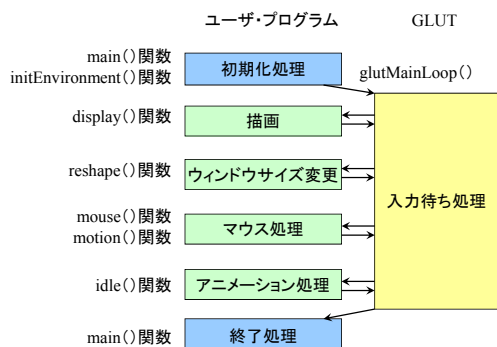 ユーザ・プログラム
GLUT
main()関数
initEnvironment()関数
初期化処理
glutMainLoop()
display()関数
描画
reshape()関数
ウィンドウサイズ変更
入力待ち処理
mouse()関数
motion()関数
マウス処理
idle()関数
アニメーション処理
main()関数
終了処理